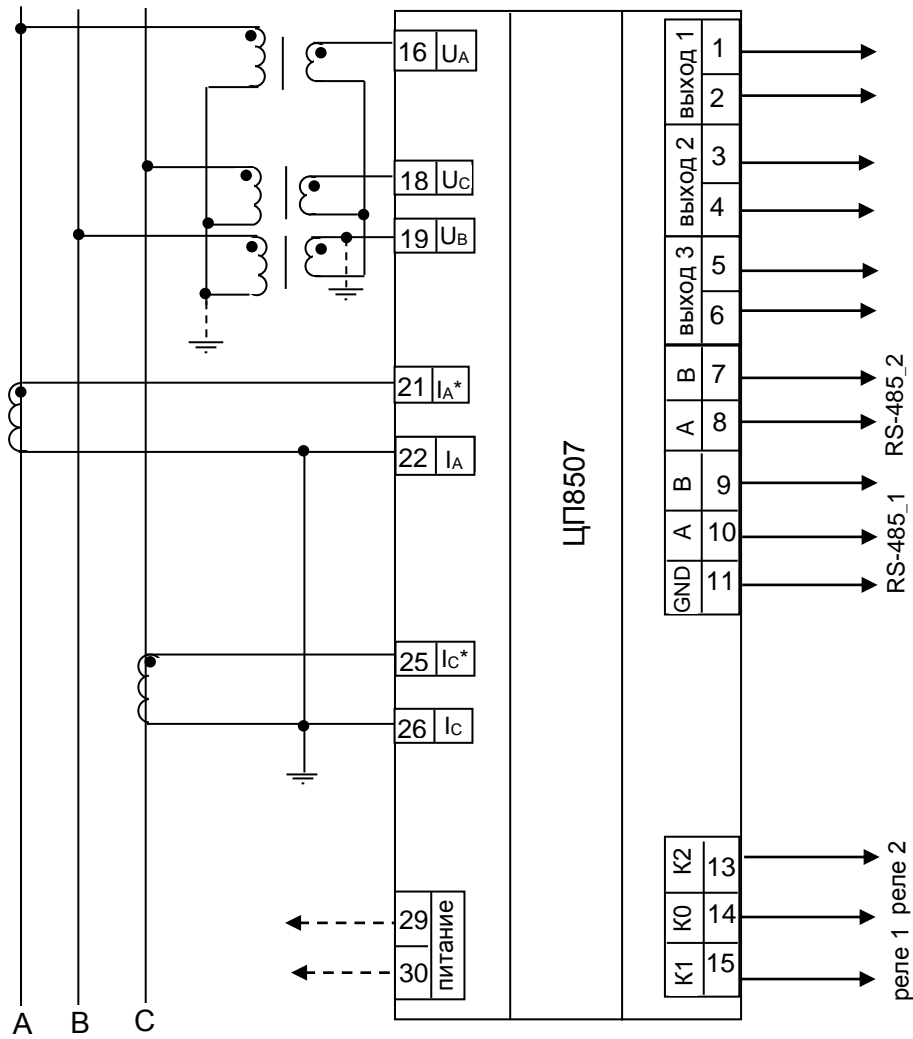 16 UA
18 UC
19 UB
21 IA*
22 IA
25 IC*
26 IC
29
30
питание
A B C
ЦП8507
выход 1
1
2
выход 2
3
4
выход 3
5
6
B 7
A 8
RS-485_2
B 9
A 10
GND 11
RS-485_1
К2 13
К0 14
К1 15
реле 1 реле 2